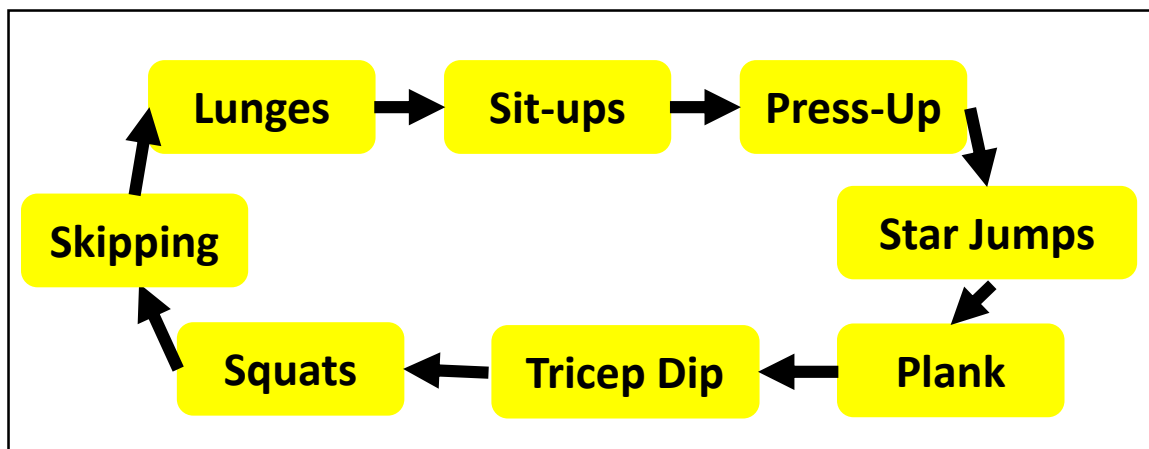 Lunges
Sit-ups
Press-Up
Star Jumps
Plank
Tricep Dip
Squats
Skipping